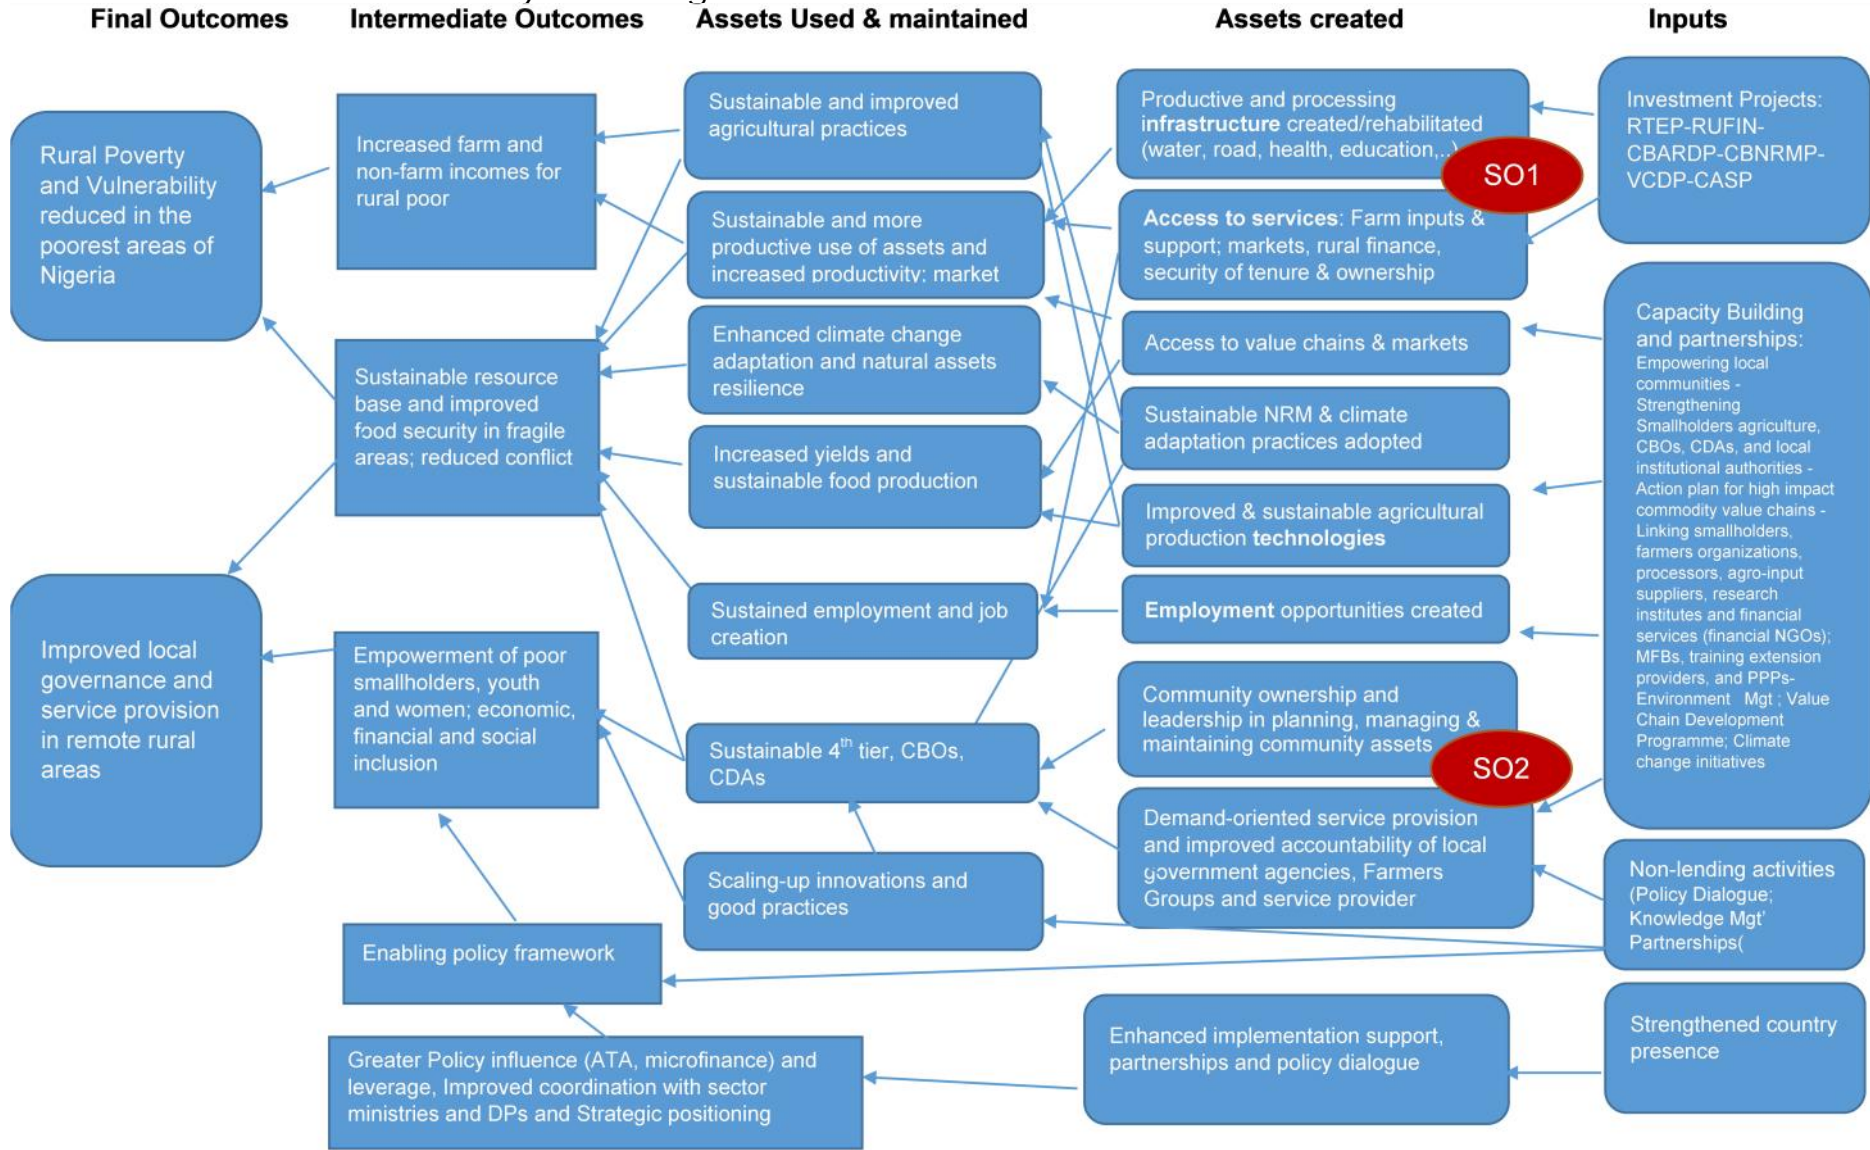 Final Outcomes
Intermediate Outcomes
Assets Used & maintained
Assets created
Inputs
Rural Poverty
and Vulnerability
reduced in the
poorest areas of
Nigeria
Improved local
governance and
service provision
in remote rural
areas
Increased farm and
non-farm incomes for
rural poor
Sustainable resource
base and improved
food security in fragile
areas; reduced conflict
Empowerment of poor
smallholders, youth
and women; economic,
financial and social
inclusion
Enabling policy framework
Greater Policy influence (ATA, microfinance) and
leverage, Improved coordination with sector
ministries and DPs and Strategic positioning
Sustainable and improved
agricultural practices
Sustainable and more
productive use of assets and
increased productivity; market
Enhanced climate change
adaptation and natural assets
resilience
Increased yields and
sustainable food production
Sustained employment and job
creation
Sustainable 4th tier, CBOs,
CDAs
Scaling-up innovations and
good practices
Productive and processing
infrastructure created/rehabilitated
(water, road, health, education,..)
SO1
Access to services: Farm inputs &
support; markets, rural finance,
security of tenure & ownership
Access to value chains & markets
Sustainable NRM & climate
adaptation practices adopted
Improved & sustainable agricultural
production technologies
Employment opportunities created
Community ownership and
leadership in planning, managing &
maintaining community assets
SO2
Demand-oriented service provision
and improved accountability of local
government agencies, Farmers
Groups and service provider
Enhanced implementation support,
partnerships and policy dialogue
Investment Projects:
RTEP-RUFIN-
CBARDP-CBNRMP-
VCDP-CASP
Capacity Building
and partnerships:
Empowering local
communities -
Strengthening
Smallholders agriculture,
CBOs, CDAs, and local
institutional authorities -
Action plan for high impact
commodity value chains -
Linking smallholders,
farmers organizations,
processors, agro-input
suppliers, research
institutes and financial
services (financial NGOs);
MFBs, training extension
providers, and PPPs-
Environment Mgt ; Value
Chain Development
Programme; Climate
change initiatives
Non-lending activities
(Policy Dialogue;
Knowledge Mgt'
Partnerships(
Strengthened country
presence